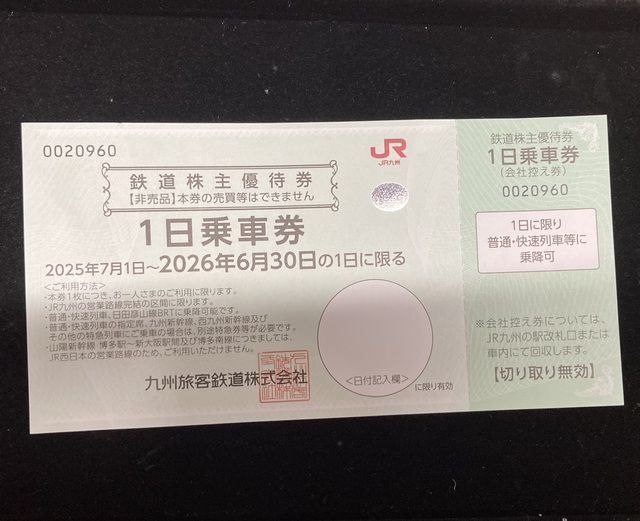 0020960
JR
JR九州
鉄道株主優待券
【非売品】本券の売買等はできません
1日乗車券
2025年7月1日〜2026年6月30日の1日に限る
<ご利用方法>
・本券1枚につき、お一人さまのご利用に限ります。
・JR九州の営業路線完結の区間に限ります。
・普通・快速列車、日田彦山線BRTに乗降可能です。
・普通・快速列車の指定席、九州新幹線、西九州新幹線及び
その他の特急列車にご乗車の場合は、別途特急券等が必要です。
・山陽新幹線 博多駅〜新大阪駅間及び博多南線につきましては、
JR西日本の営業路線のため、ご利用いただけません。
九州旅客鉄道株式会社
<日付記入欄>
に限り有効
鉄道株主優待券
1日乗車券
(会社控え券)
0020960
1日に限り
普通・快速列車等に
乗降可
※会社控え券については、
JR九州の駅改札口または
車内にて回収します。
【切り取り無効】